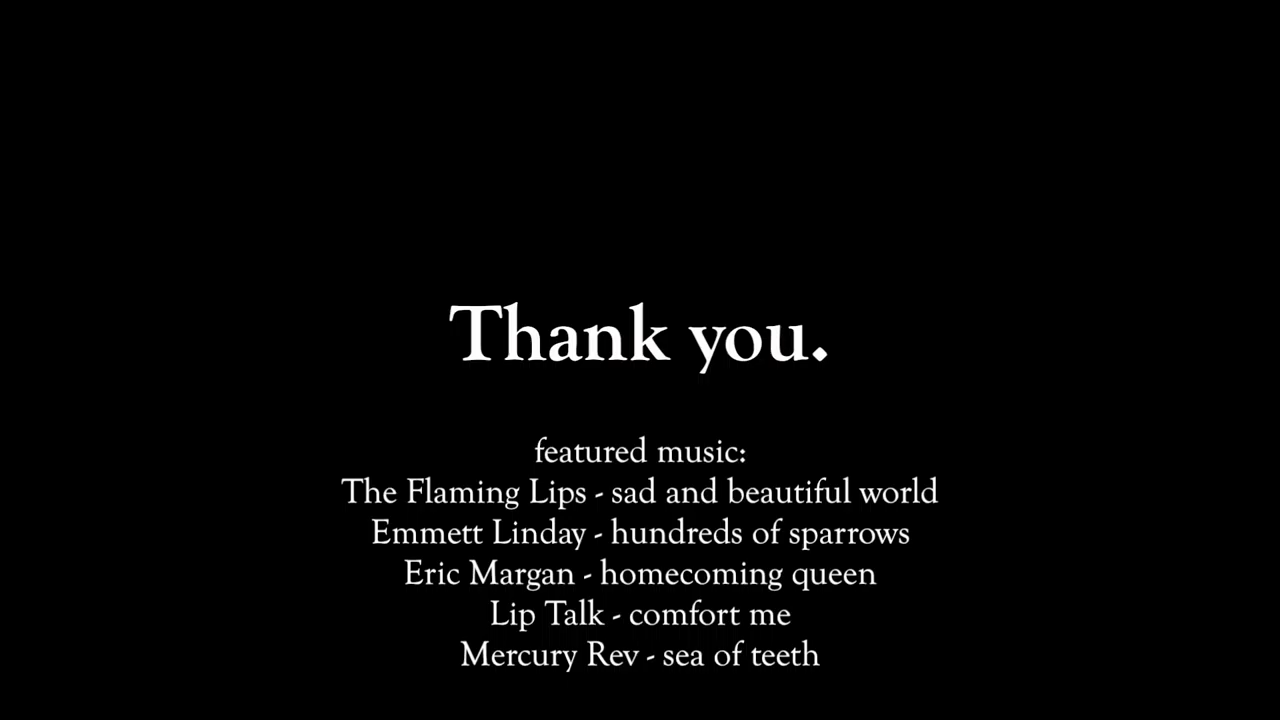 Thank you.
featured music:
The Flaming Lips - sad and beautiful world
Emmett Linday - hundreds of sparrows
Eric Margan - homecoming queen
Lip Talk - comfort me
Mercury Rev - sea of teeth